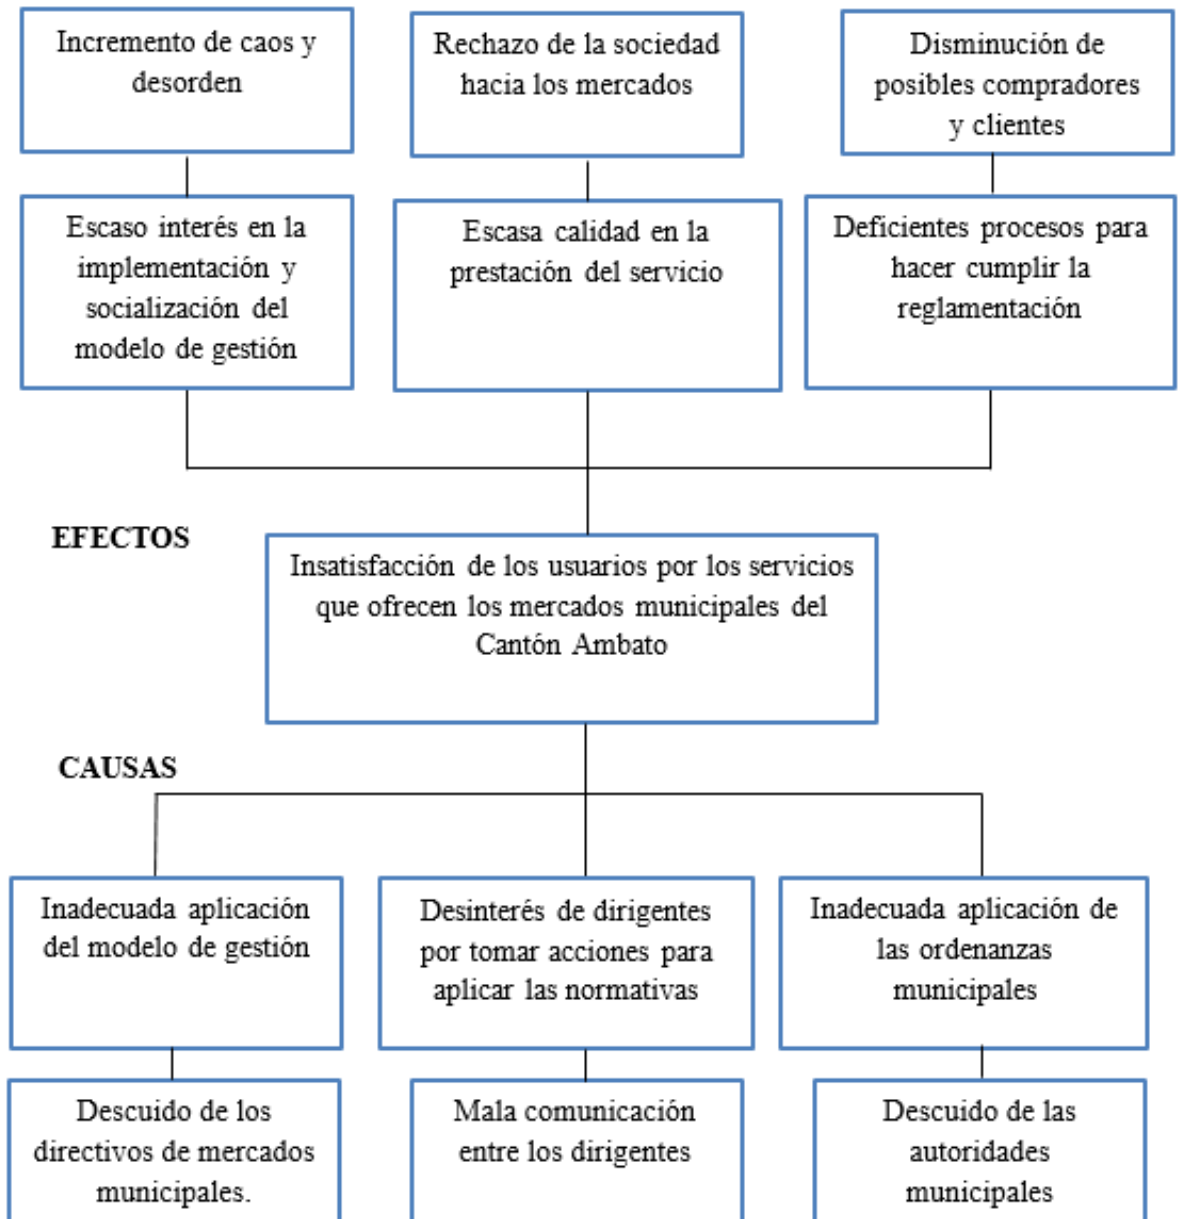 Incremento de caos y
desorden
Rechazo de la sociedad
hacia los mercados
Disminución de
posibles compradores
y clientes
Escaso interés en la
implementación y
socialización del
modelo de gestión
Escasa calidad en la
prestación del servicio
Deficientes procesos para
hacer cumplir la
reglamentación
EFECTOS
Insatisfacción de los usuarios por los servicios
que ofrecen los mercados municipales del
Cantón Ambato
CAUSAS
Inadecuada aplicación
del modelo de gestión
Desinterés de dirigentes
por tomar acciones para
aplicar las normativas
Inadecuada aplicación de
las ordenanzas
municipales
Descuido de los
directivos de mercados
municipales.
Mala comunicación
entre los dirigentes
Descuido de las
autoridades
municipales